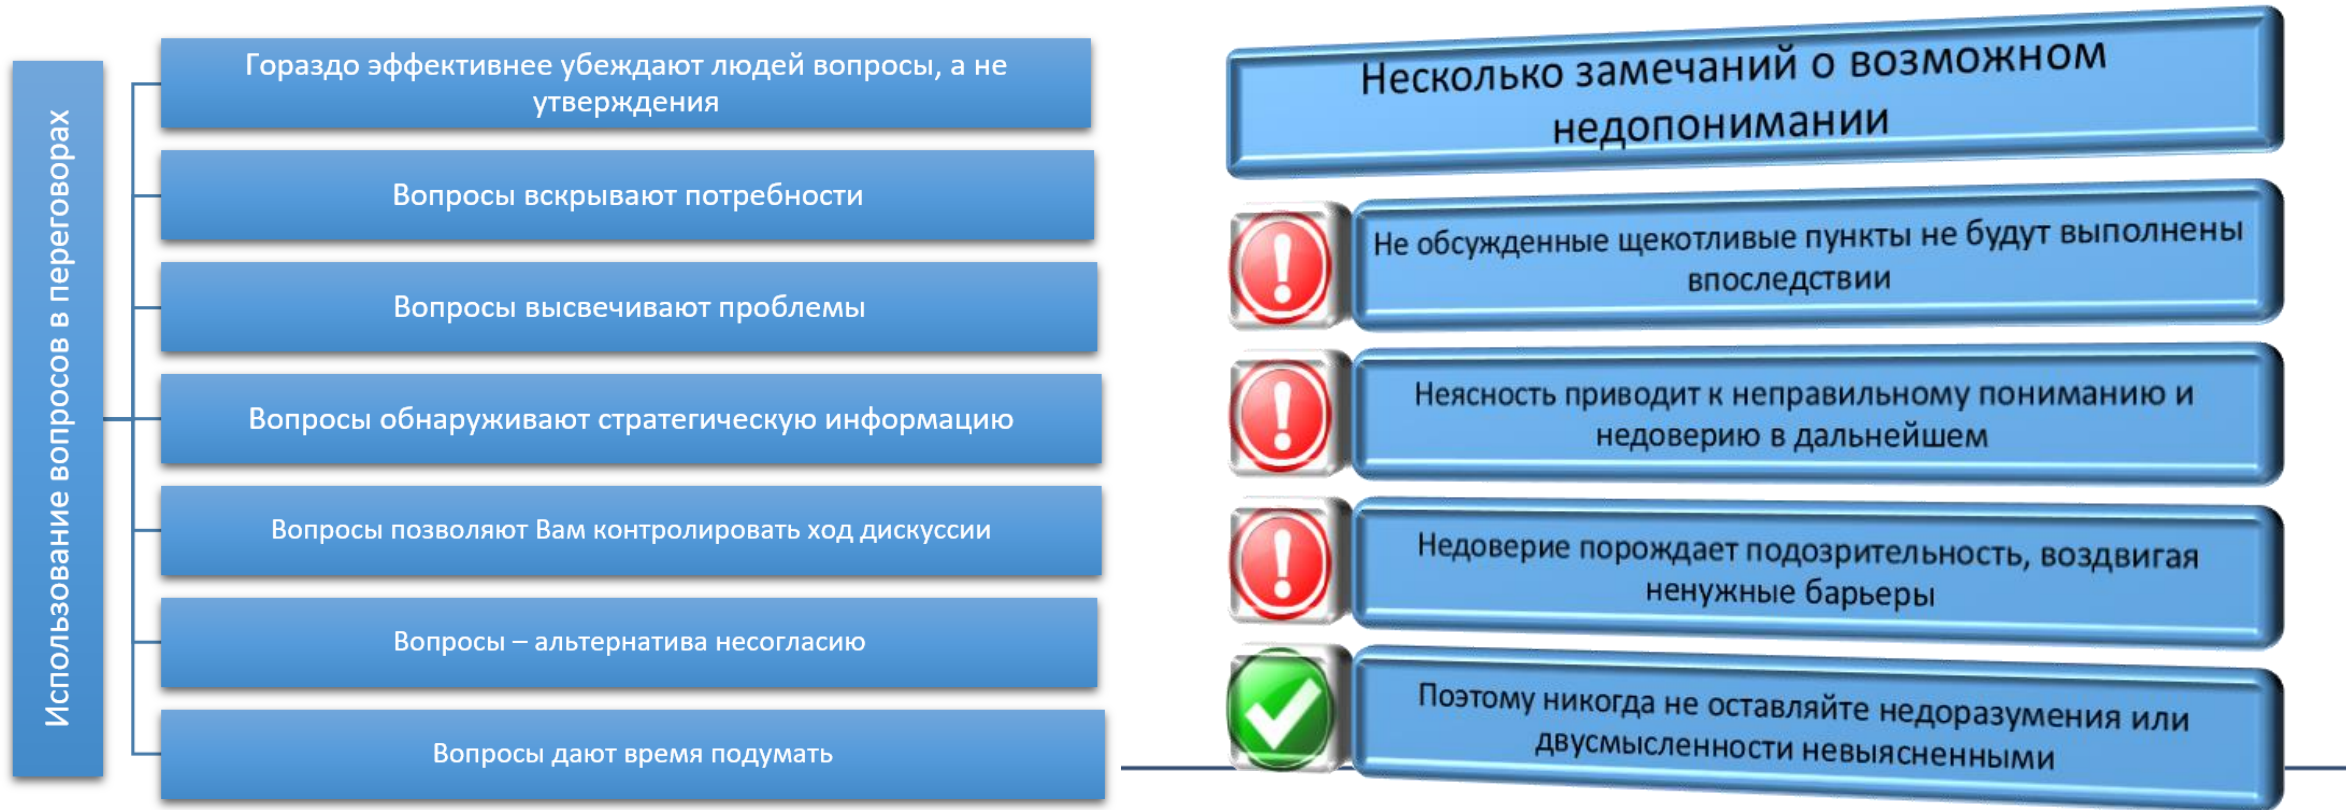 Использование вопросов в переговорах
Гораздо эффективнее убеждают людей вопросы, а не
утверждения
Вопросы вскрывают потребности
Вопросы высвечивают проблемы
Вопросы обнаруживают стратегическую информацию
Вопросы позволяют Вам контролировать ход дискуссии
Вопросы – альтернатива несогласию
Вопросы дают время подумать
Несколько замечаний о возможном
недопонимании
Не обсужденные щекотливые пункты не будут выполнены
впоследствии
Неясность приводит к неправильному пониманию и
недоверию в дальнейшем
Недоверие порождает подозрительность, воздвигая
ненужные барьеры
Поэтому никогда не оставляйте недоразумения или
двусмысленности невыясненными